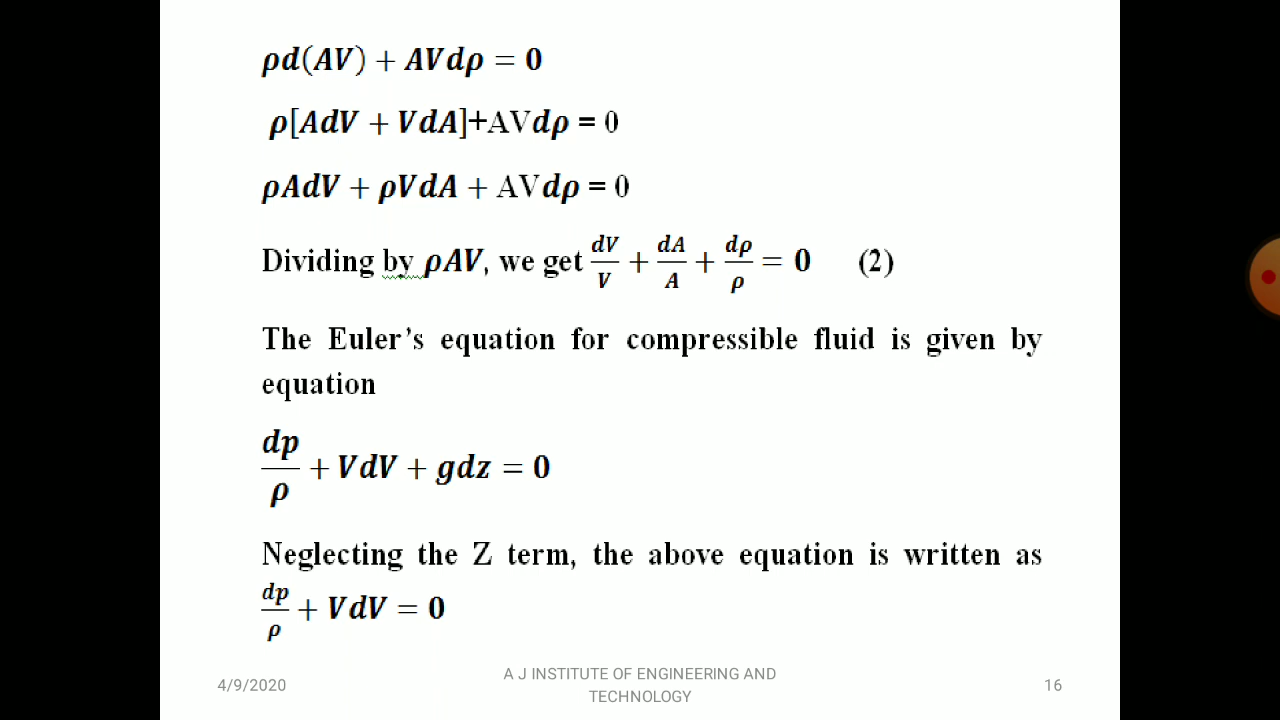 ρd(AV) + AVdρ = 0
ρ[AdV + VdA]+AVdρ = 0
ρAdV + ρVdA + AVdρ = 0
Dividing by ρAV, we get dV/V + dA/A + dρ/ρ = 0 (2)
The Euler’s equation for compressible fluid is given by
equation
dp/ρ + VdV + gdz = 0
Neglecting the Z term, the above equation is written as
dp/ρ + VdV = 0
4/9/2020
A J INSTITUTE OF ENGINEERING AND
TECHNOLOGY
16